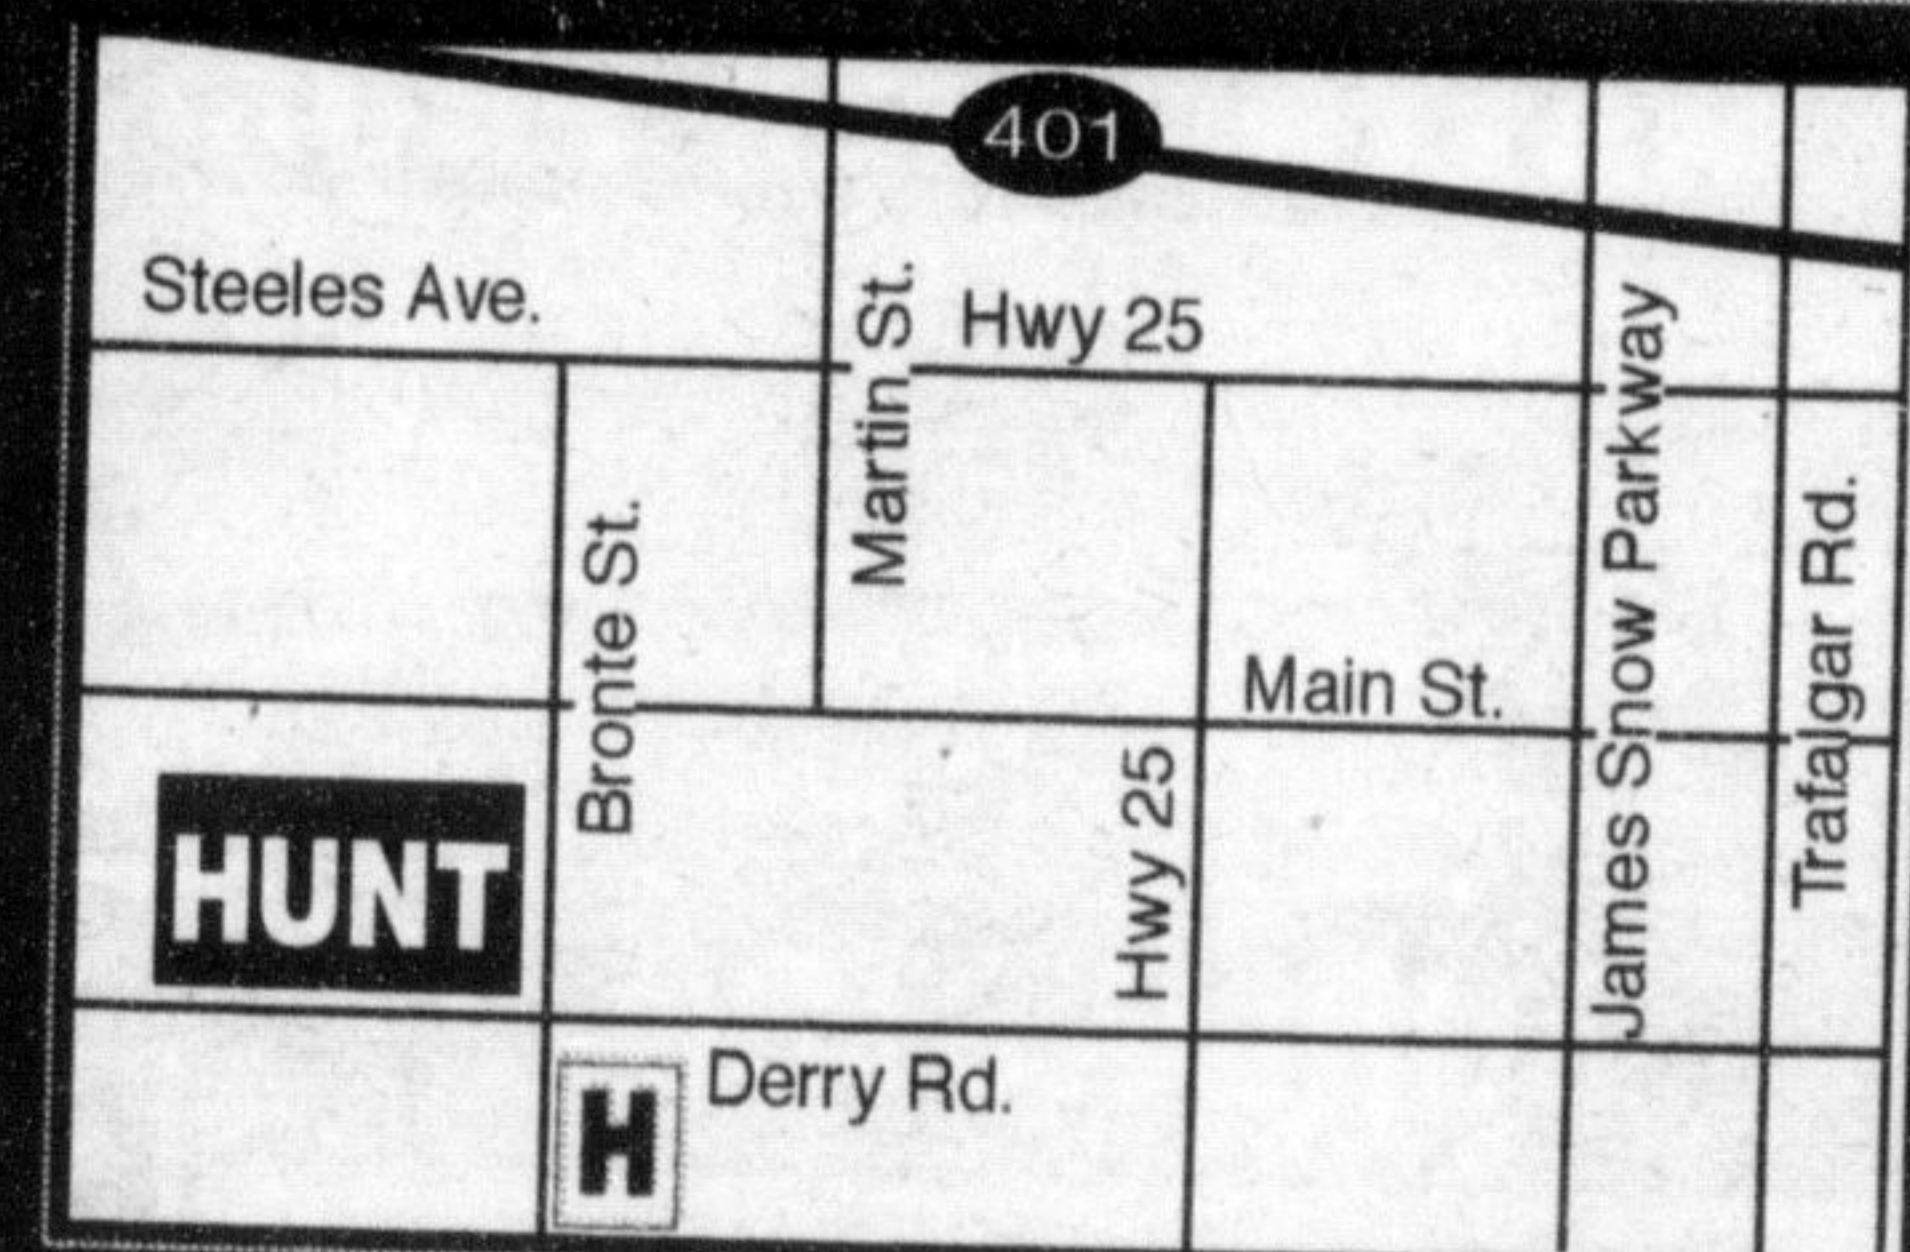 401
Steeles Ave.
Martin St.
Hwy 25
James Snow Parkway
Trafalgar Rd.
Bronte St.
Main St.
Hwy 25
HUNT
Derry Rd.
H